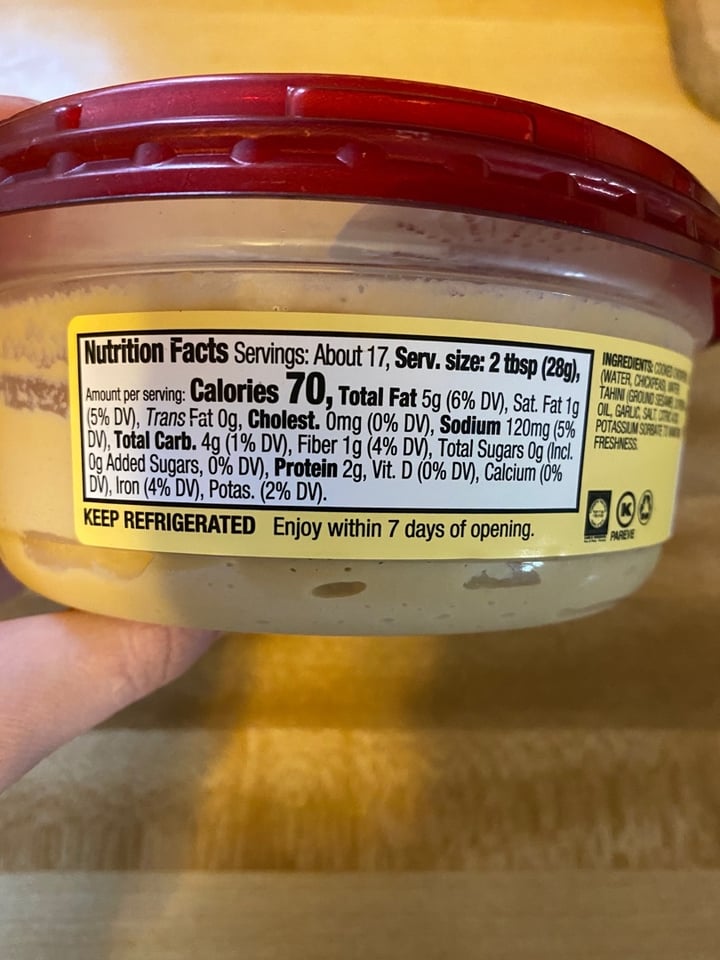 Nutrition Facts Servings: About 17, Serv. size: 2 tbsp (28g),
Amount per serving: Calories 70, Total Fat 5g (6% DV), Sat. Fat 1g
(5% DV), Trans Fat 0g, Cholest. 0mg (0% DV), Sodium 120mg (5%
DV), Total Carb. 4g (1% DV), Fiber 1g (4% DV), Total Sugars 0g (Incl.
0g Added Sugars, 0% DV), Protein 2g, Vit. D (0% DV), Calcium (0%
DV), Iron (4% DV), Potas. (2% DV).
KEEP REFRIGERATED Enjoy within 7 days of opening.
INGREDIENTS: COOKED
(WATER, CHICKPEAS),
TAHINI (GROUND SESAME),
OIL, GARLIC, SALT,
POTASSIUM SORBATE TO
FRESHNESS.
K
PAREVE